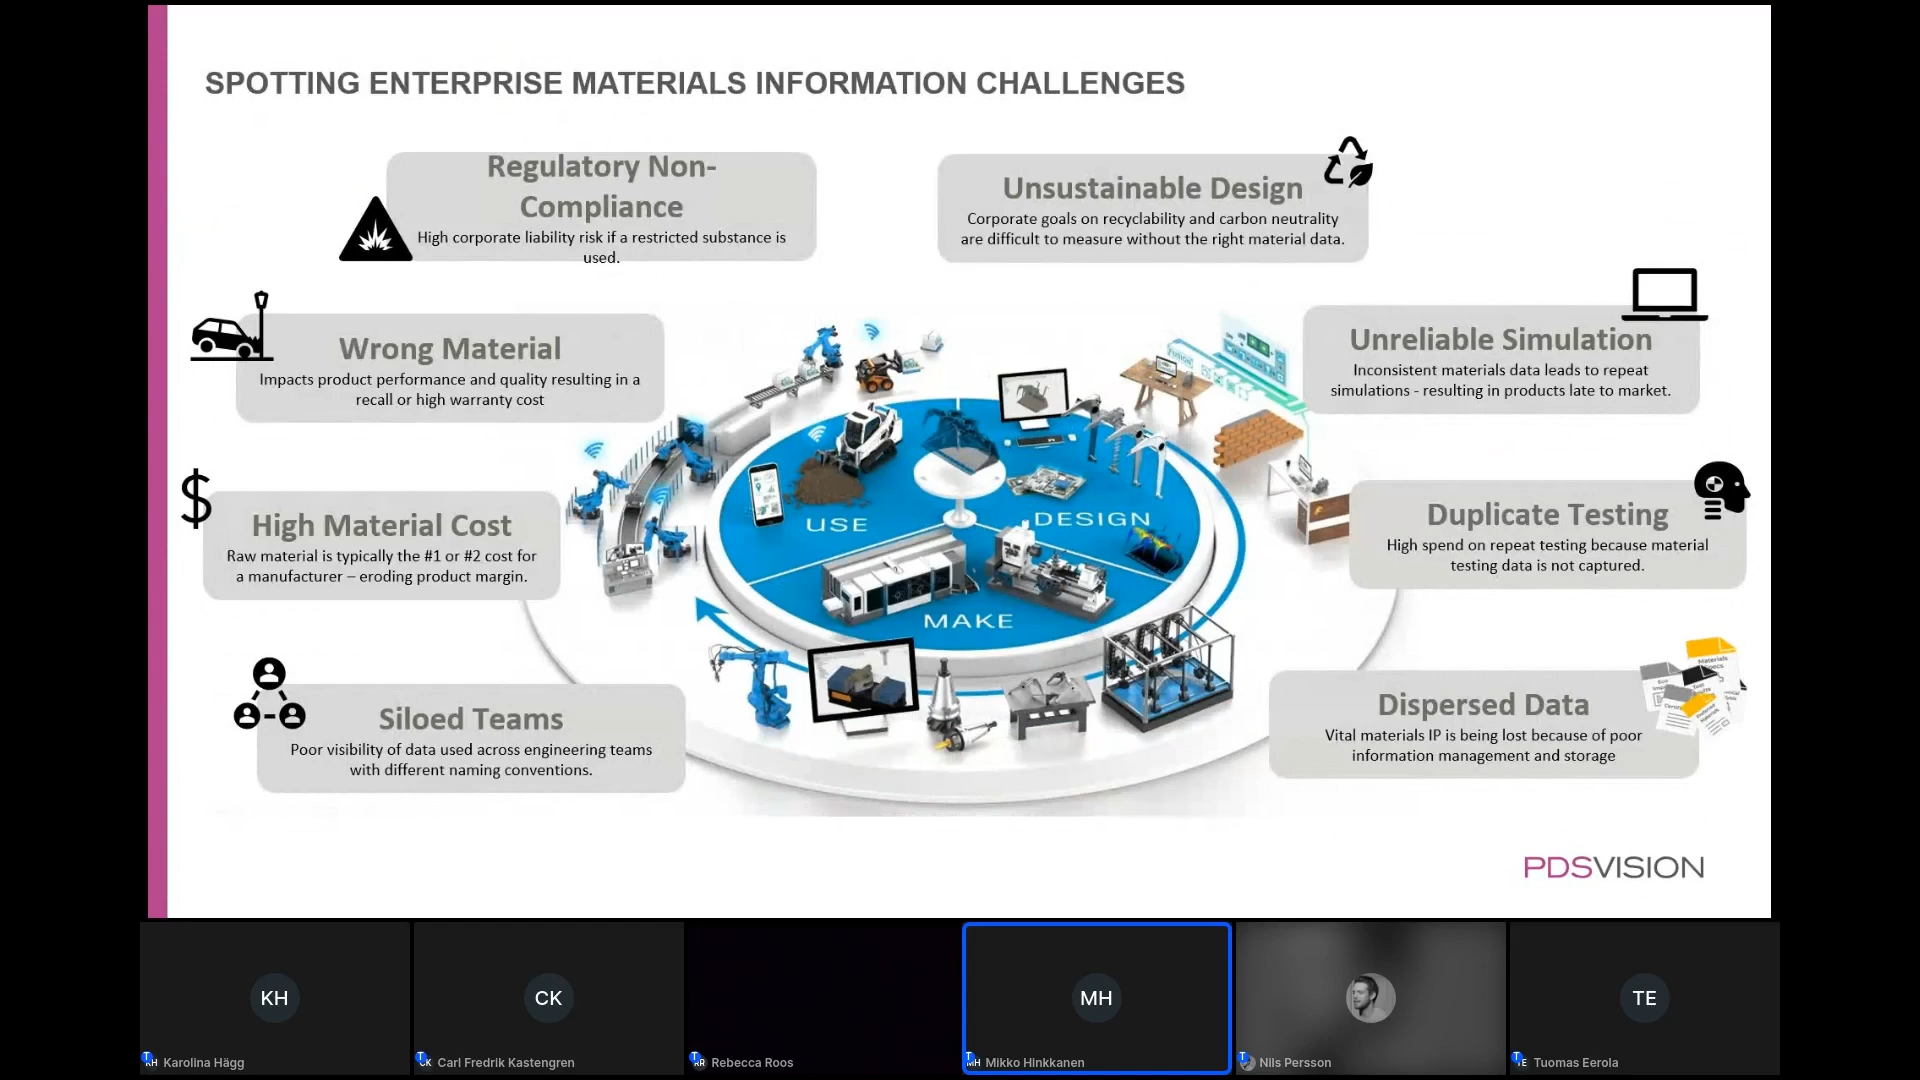 SPOTTING ENTERPRISE MATERIALS INFORMATION CHALLENGES
Regulatory Non-
Compliance
High corporate liability risk if a restricted substance is
used.
Unsustainable Design
Corporate goals on recyclability and carbon neutrality
are difficult to measure without the right material data.
Wrong Material
Impacts product performance and quality resulting in a
recall or high warranty cost
Unreliable Simulation
Inconsistent materials data leads to repeat
simulations - resulting in products late to market.
$
High Material Cost
Raw material is typically the #1 or #2 cost for
a manufacturer – eroding product margin.
Duplicate Testing
High spend on repeat testing because material
testing data is not captured.
Siloed Teams
Poor visibility of data used across engineering teams
with different naming conventions.
Dispersed Data
Vital materials IP is being lost because of poor
information management and storage
FUSION
USE
DESIGN
MAKE
Materials
PDSVISION
KH
CK
MH
TE
Karolina Hägg
Carl Fredrik Kastengren
Rebecca Roos
Mikko Hinkkanen
Nils Persson
Tuomas Eerola